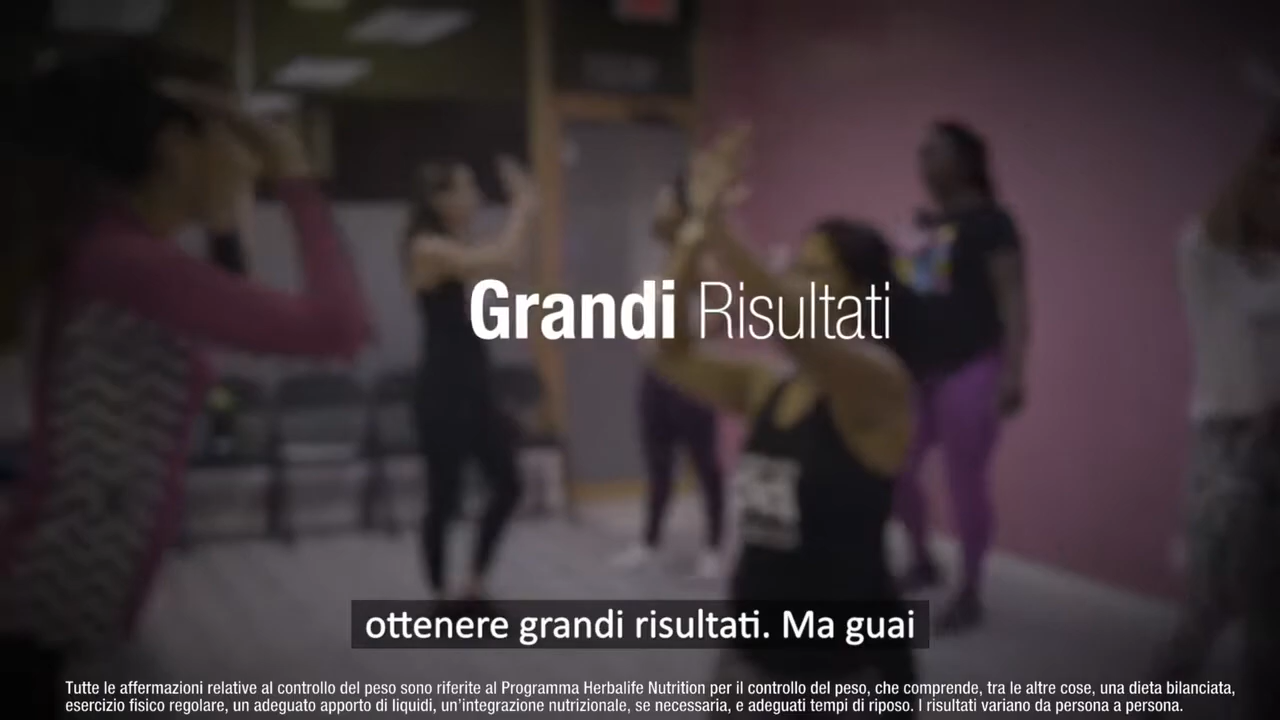 Grandi Risultati
ottenere grandi risultati. Ma guai
Tutte le affermazioni relative al controllo del peso sono riferite al Programma Herbalife Nutrition per il controllo del peso, che comprende, tra le altre cose, una dieta bilanciata,
esercizio fisico regolare, un adeguato apporto di liquidi, un'integrazione nutrizionale, se necessaria, e adeguati tempi di riposo. I risultati variano da persona a persona.